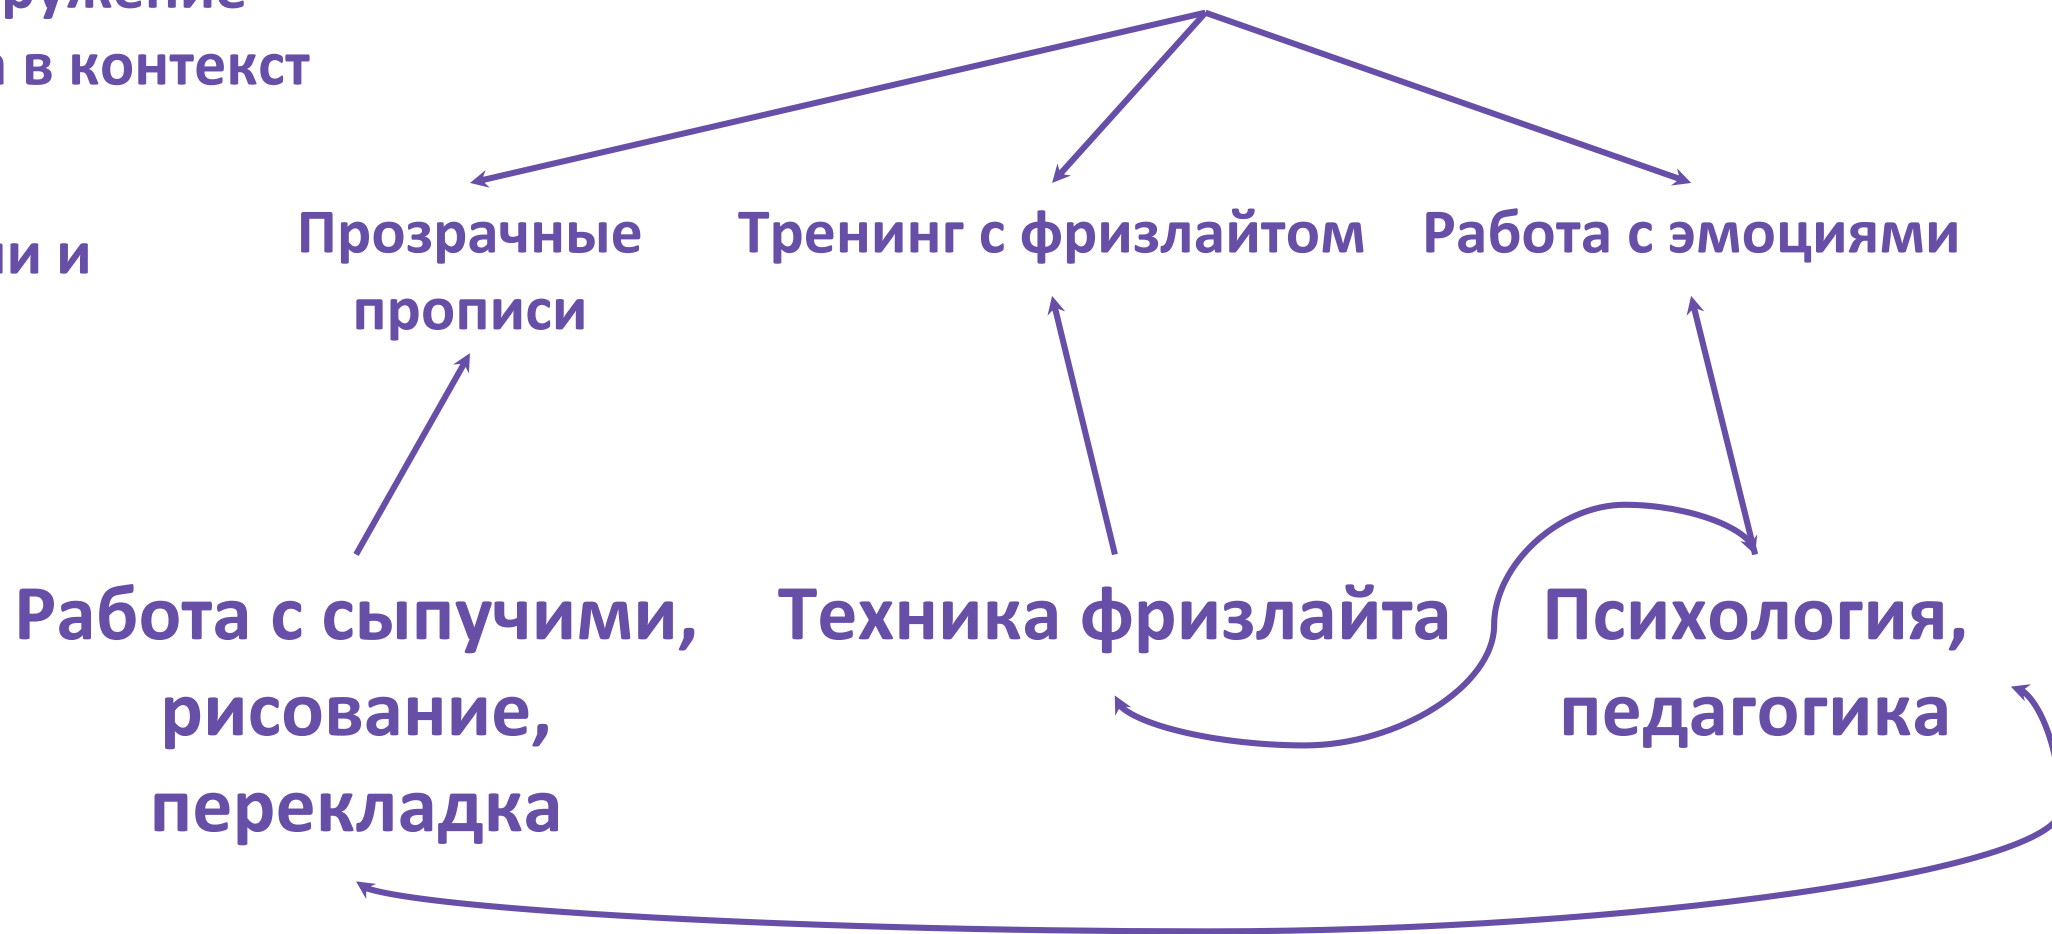 в контекст
и
Прозрачные
прописи
Тренинг с фризлайтом
Работа с эмоциями
Работа с сыпучими,
рисование,
перекладка
Техника фризлайта
Психология,
педагогика